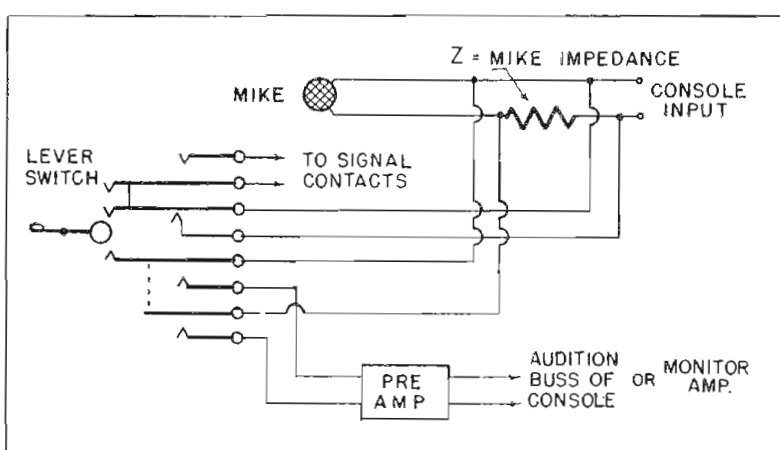 Z = MIKE IMPEDANCE
MIKE
CONSOLE
INPUT
LEVER
SWITCH
TO SIGNAL
CONTACTS
PRE
AMP
AUDITION
BUSS OF
CONSOLE
OR
MONITOR
AMP.